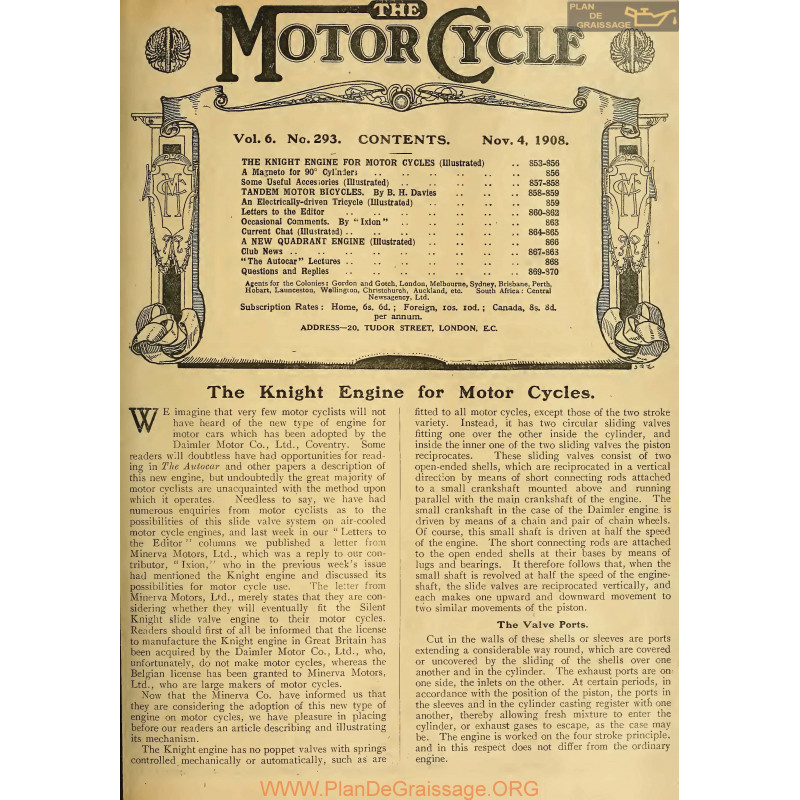 THE
MOTOR CYCLE
PLAN
DE
GRAISSAGE
Vol. 6. No. 293. CONTENTS. Nov. 4, 1908.
THE KNIGHT ENGINE FOR MOTOR CYCLES (Illustrated) .. 853-856
A Magneto for 90° Cylinders .. .. .. .. .. 856
Some Useful Accessories (Illustrated) .. .. .. .. 857-858
TANDEM MOTOR BICYCLES. By B. H. Davies .. .. 858-859
An Electrically-driven Tricycle (Illustrated) .. .. .. 859
Letters to the Editor .. .. .. .. .. .. 860-862
Occasional Comments. By "Ixion" .. .. .. .. 863
Current Chat (Illustrated) .. .. .. .. .. .. 864-865
A NEW QUADRANT ENGINE (Illustrated) .. .. .. 866
Club News .. .. .. .. .. .. .. .. 867-868
"The Autocar" Lectures .. .. .. .. .. .. 868
Questions and Replies .. .. .. .. .. .. 869-870
Agents for the Colonies: Gordon and Gotch, London, Melbourne, Sydney, Brisbane, Perth,
Hobart, Launceston, Wellington, Christchurch, Auckland, etc. South Africa: Central
Newsagency, Ltd.
Subscription Rates: Home, 6s. 6d.; Foreign, 10s. 10d.; Canada, 8s. 8d.
per annum.
ADDRESS—20, TUDOR STREET, LONDON, E.C.
The Knight Engine for Motor Cycles.
WE imagine that very few motor cyclists will not
have heard of the new type of engine for
motor cars which has been adopted by the
Daimler Motor Co., Ltd., Coventry. Some
readers will doubtless have had opportunities for read-
ing in The Autocar and other papers a description of
this new engine, but undoubtedly the great majority of
motor cyclists are unacquainted with the method upon
which it operates. Needless to say, we have had
numerous enquiries from motor cyclists as to the
possibilities of this slide valve system on air-cooled
motor cycle engines, and last week in our "Letters to
the Editor" columns we published a letter from
Minerva Motors, Ltd., which was a reply to our con-
tributor, "Ixion," who in the previous week's issue
had mentioned the Knight engine and discussed its
possibilities for motor cycle use. The letter from
Minerva Motors, Ltd., merely states that they are con-
sidering whether they will eventually fit the Silent
Knight slide valve engine to their motor cycles.
Readers should first of all be informed that the license
to manufacture the Knight engine in Great Britain has
been acquired by the Daimler Motor Co., Ltd., who,
unfortunately, do not make motor cycles, whereas the
Belgian license has been granted to Minerva Motors,
Ltd., who are large makers of motor cycles.
Now that the Minerva Co. have informed us that
they are considering the adoption of this new type of
engine on motor cycles, we have pleasure in placing
before our readers an article describing and illustrating
its mechanism.
The Knight engine has no poppet valves with springs
controlled mechanically or automatically, such as are
fitted to all motor cycles, except those of the two stroke
variety. Instead, it has two circular sliding valves
fitting one over the other inside the cylinder, and
inside the inner one of the two sliding valves the piston
reciprocates. These sliding valves consist of two
open-ended shells, which are reciprocated in a vertical
direction by means of short connecting rods attached
to a small crankshaft mounted above and running
parallel with the main crankshaft of the engine. The
small crankshaft in the case of the Daimler engine is
driven by means of a chain and pair of chain wheels.
Of course, this small shaft is driven at half the speed
of the engine. The short connecting rods are attached
to the open ended shells at their bases by means of
lugs and bearings. It therefore follows that, when the
small shaft is revolved at half the speed of the engine-
shaft, the slide valves are reciprocated vertically, and
each makes one upward and downward movement to
two similar movements of the piston.
The Valve Ports.
Cut in the walls of these shells or sleeves are ports
extending a considerable way round, which are covered
or uncovered by the sliding of the shells over one
another and in the cylinder. The exhaust ports are on
one side, the inlets on the other. At certain periods, in
accordance with the position of the piston, the ports in
the sleeves and in the cylinder casting register with one
another, thereby allowing fresh mixture to enter the
cylinder, or exhaust gases to escape, as the case may
be. The engine is worked on the four stroke principle,
and in this respect does not differ from the ordinary
engine.
www.PlanDeGraissage.ORG